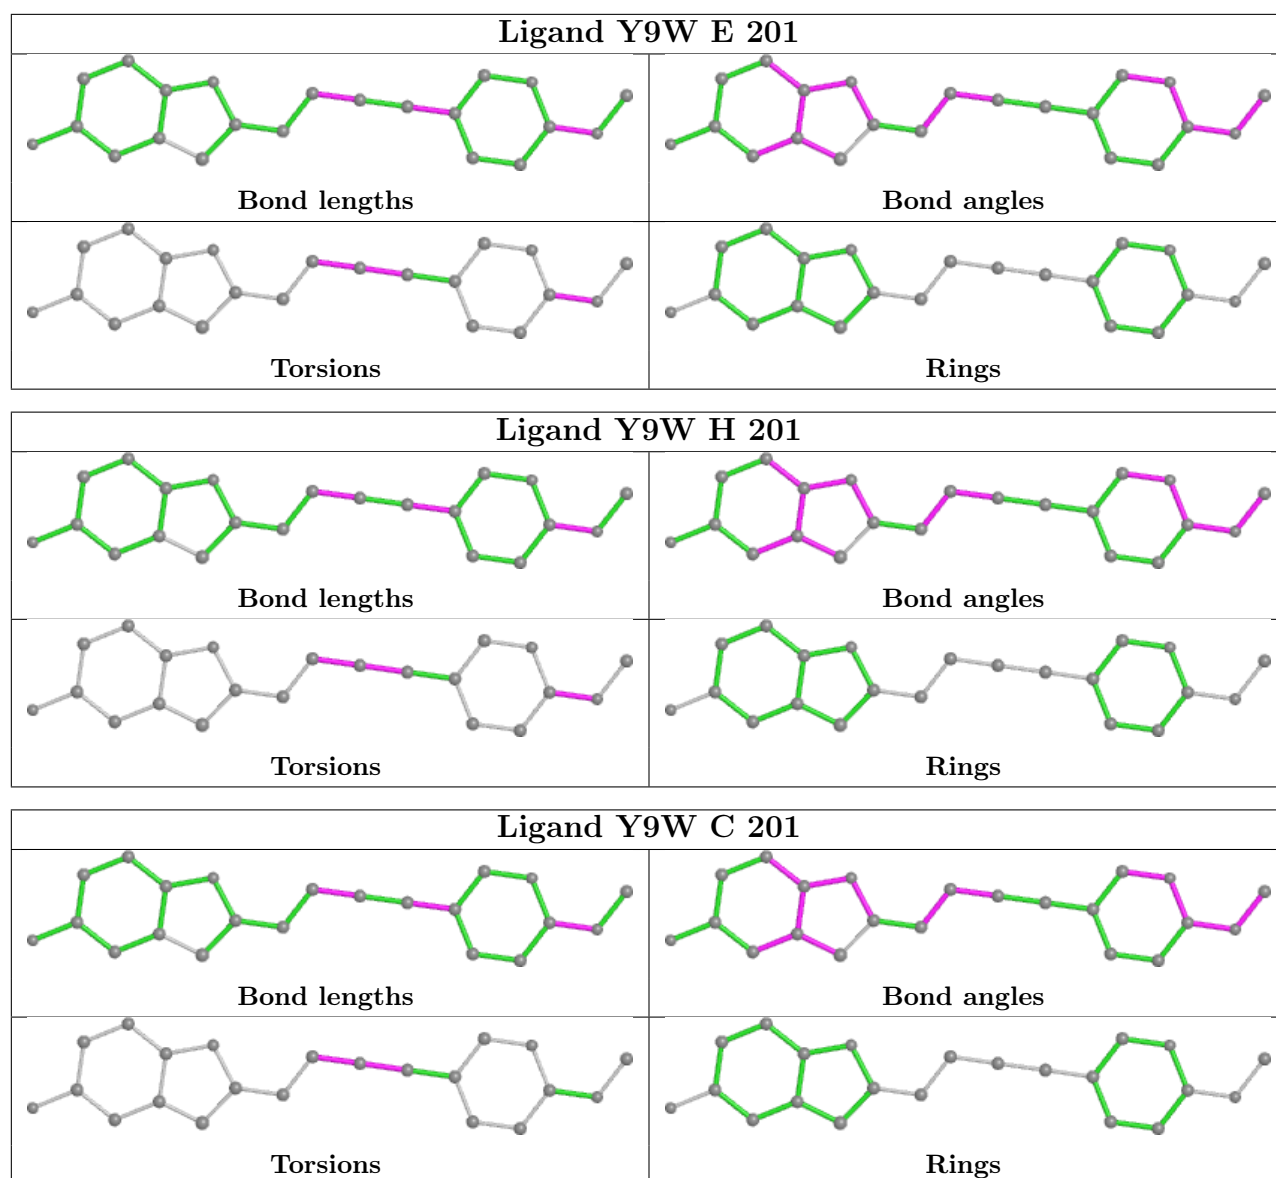 Ligand Y9W E 201
Bond lengths
Bond angles
Torsions
Rings
Ligand Y9W H 201
Bond lengths
Bond angles
Torsions
Rings
Ligand Y9W C 201
Bond lengths
Bond angles
Torsions
Rings